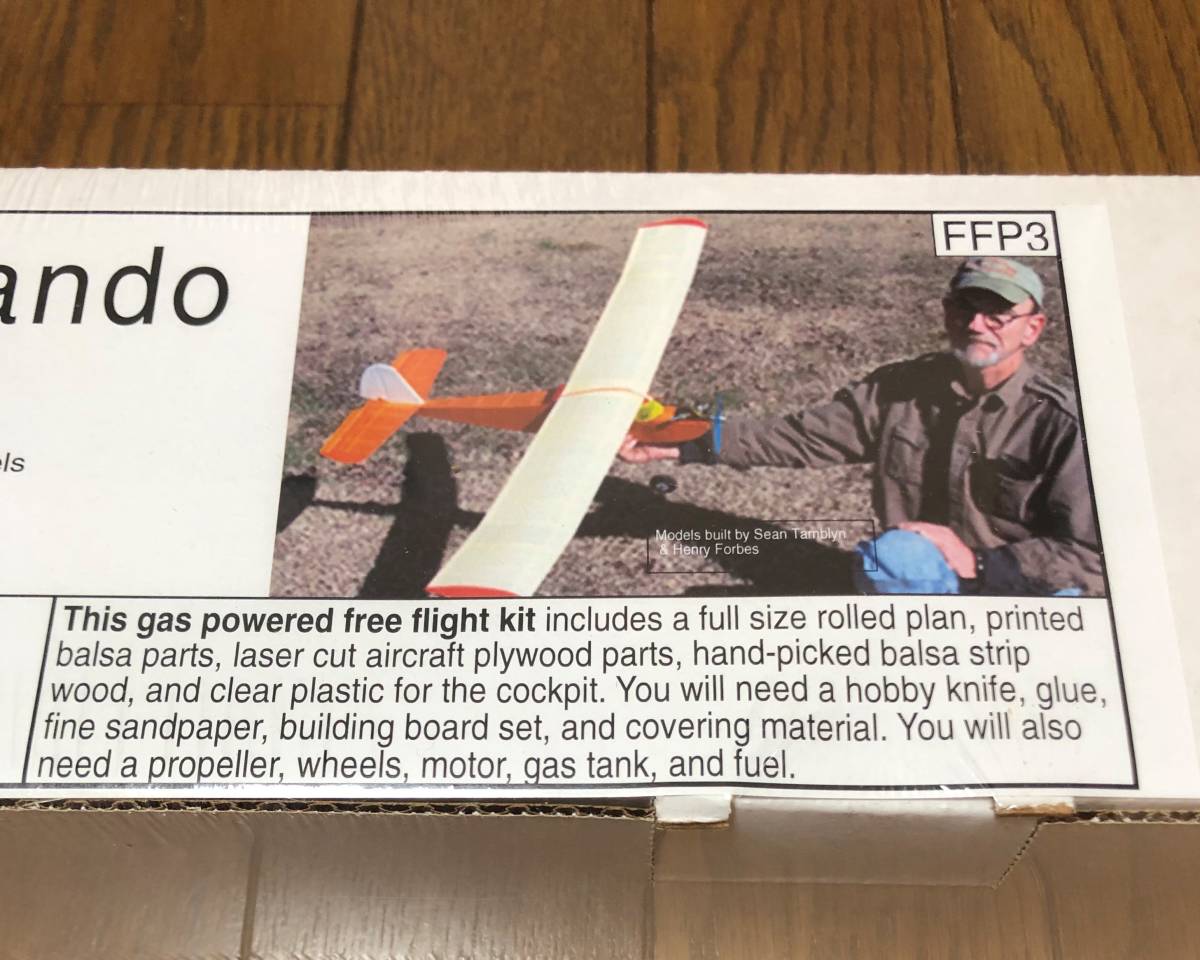 FFP3
ando
els
Models built by Sean Tamblyn
& Henry Forbes
This gas powered free flight kit includes a full size rolled plan, printed
balsa parts, laser cut aircraft plywood parts, hand-picked balsa strip
wood, and clear plastic for the cockpit. You will need a hobby knife, glue,
fine sandpaper, building board set, and covering material. You will also
need a propeller, wheels, motor, gas tank, and fuel.